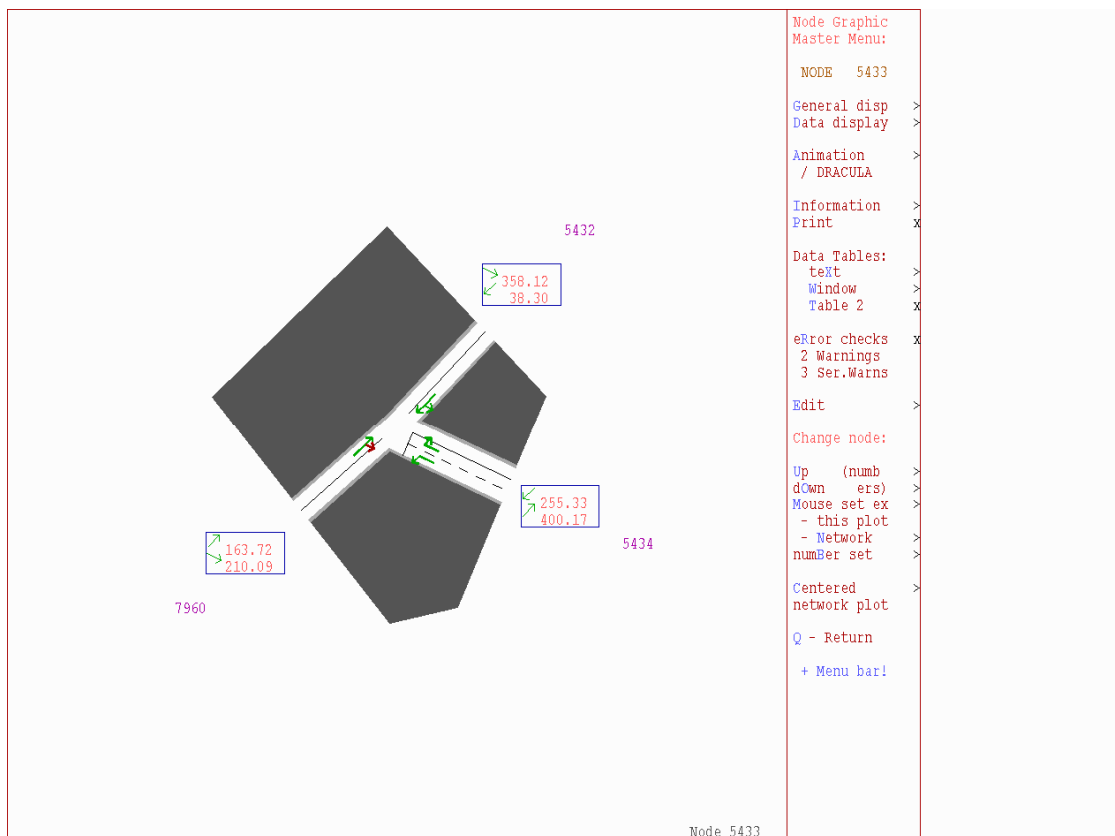 5432
358.12
38.30
255.33
400.17
5434
163.72
210.09
7960
Node 5433
Node Graphic
Master Menu:
NODE 5433
General disp >
Data display >
Animation >
/ DRACULA
Information >
Print x
Data Tables:
teXt >
Window >
Table 2 x
eRror checks x
2 Warnings
3 Ser.Warns
Edit >
Change node:
Up (numb >
dOwn ers) >
Mouse set ex >
- this plot
- Network >
numBer set >
Centered >
network plot
Q - Return
+ Menu bar!